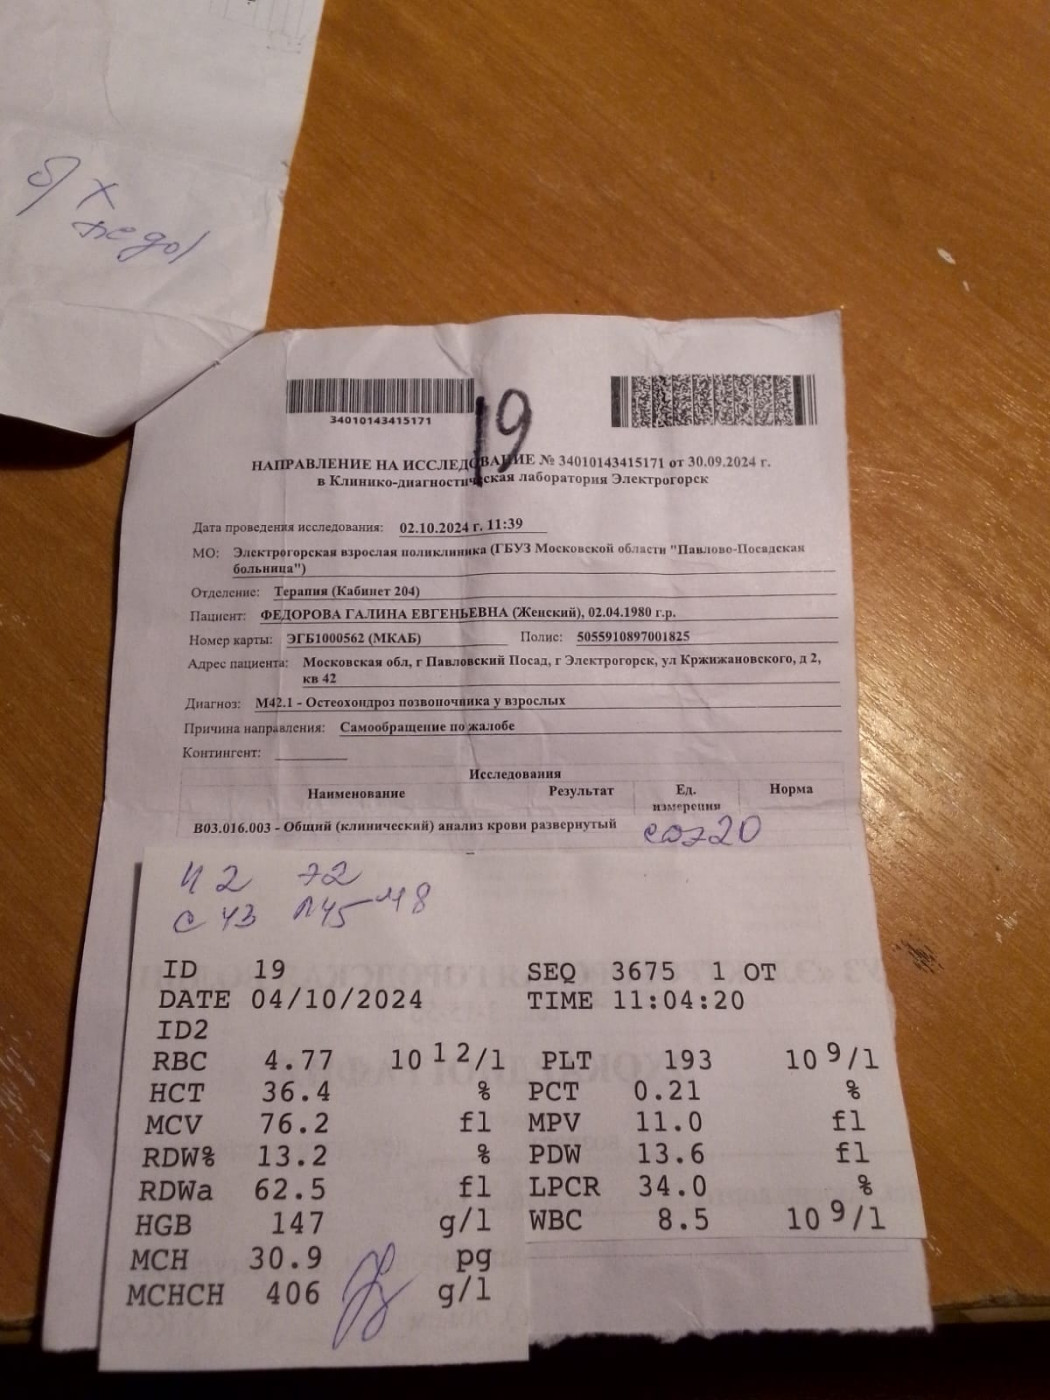 б/х
34010143415171
19
НАПРАВЛЕНИЕ НА ИССЛЕДОВАНИЕ № 34010143415171 от 30.09.2024 г.
в Клинико-диагностическая лаборатория Электрогорск
Дата проведения исследования: 02.10.2024 г. 11:39
МО: Электрогорская взрослая поликлиника (ГБУЗ Московской области "Павлово-Посадская
больница")
Отделение: Терапия (Кабинет 204)
Пациент: ФЕДОРОВА ГАЛИНА ЕВГЕНЬЕВНА (Женский), 02.04.1980 г.р.
Номер карты: ЭГБ1000562 (МКАБ) Полис: 5055910897001825
Адрес пациента: Московская обл, г Павловский Посад, г Электрогорск, ул Кржижановского, д 2,
кв 42
Диагноз: M42.1 - Остеохондроз позвоночника у взрослых
Причина направления: Самообращение по жалобе
Контингент:
Исследования
Наименование Результат Ед. измерения Норма
B03.016.003 - Общий (клинический) анализ крови развернутый соэ 20
П 2 Э2
С 43 Л45 М8
ID 19 SEQ 3675 1 OT
DATE 04/10/2024 TIME 11:04:20
ID2
RBC 4.77 10 12/l PLT 193 10 9/l
HCT 36.4 % PCT 0.21 %
MCV 76.2 fl MPV 11.0 fl
RDW% 13.2 % PDW 13.6 fl
RDWa 62.5 fl LPCR 34.0 %
HGB 147 g/l WBC 8.5 10 9/l
MCH 30.9 pg
MCHCH 406 g/l